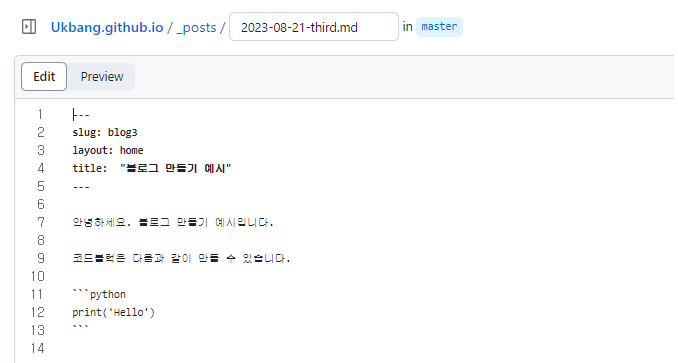 Ukbang.github.io / _posts / 2023-08-21-third.md in master
Edit Preview
1 ---
2 slug: blog3
3 layout: home
4 title: "블로그 만들기 예시"
5 ---
6
7 안녕하세요. 블로그 만들기 예시입니다.
8
9 코드블럭은 다음과 같이 만들 수 있습니다.
10
11 ```python
12 print('Hello')
13 ```
14